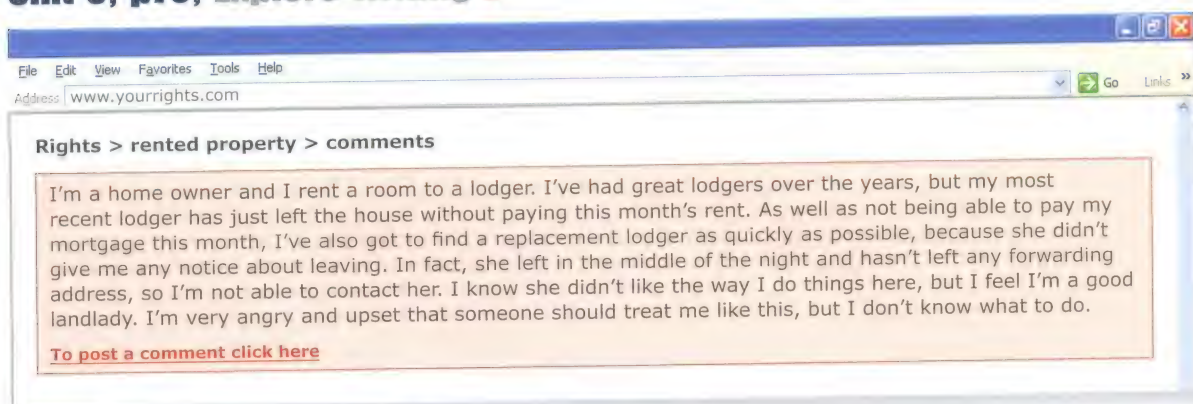 File Edit View Favorites Tools Help
Address www.yourrights.com Go Links »
Rights > rented property > comments
I'm a home owner and I rent a room to a lodger. I've had great lodgers over the years, but my most
recent lodger has just left the house without paying this month's rent. As well as not being able to pay my
mortgage this month, I've also got to find a replacement lodger as quickly as possible, because she didn't
give me any notice about leaving. In fact, she left in the middle of the night and hasn't left any forwarding
address, so I'm not able to contact her. I know she didn't like the way I do things here, but I feel I'm a good
landlady. I'm very angry and upset that someone should treat me like this, but I don't know what to do.
To post a comment click here